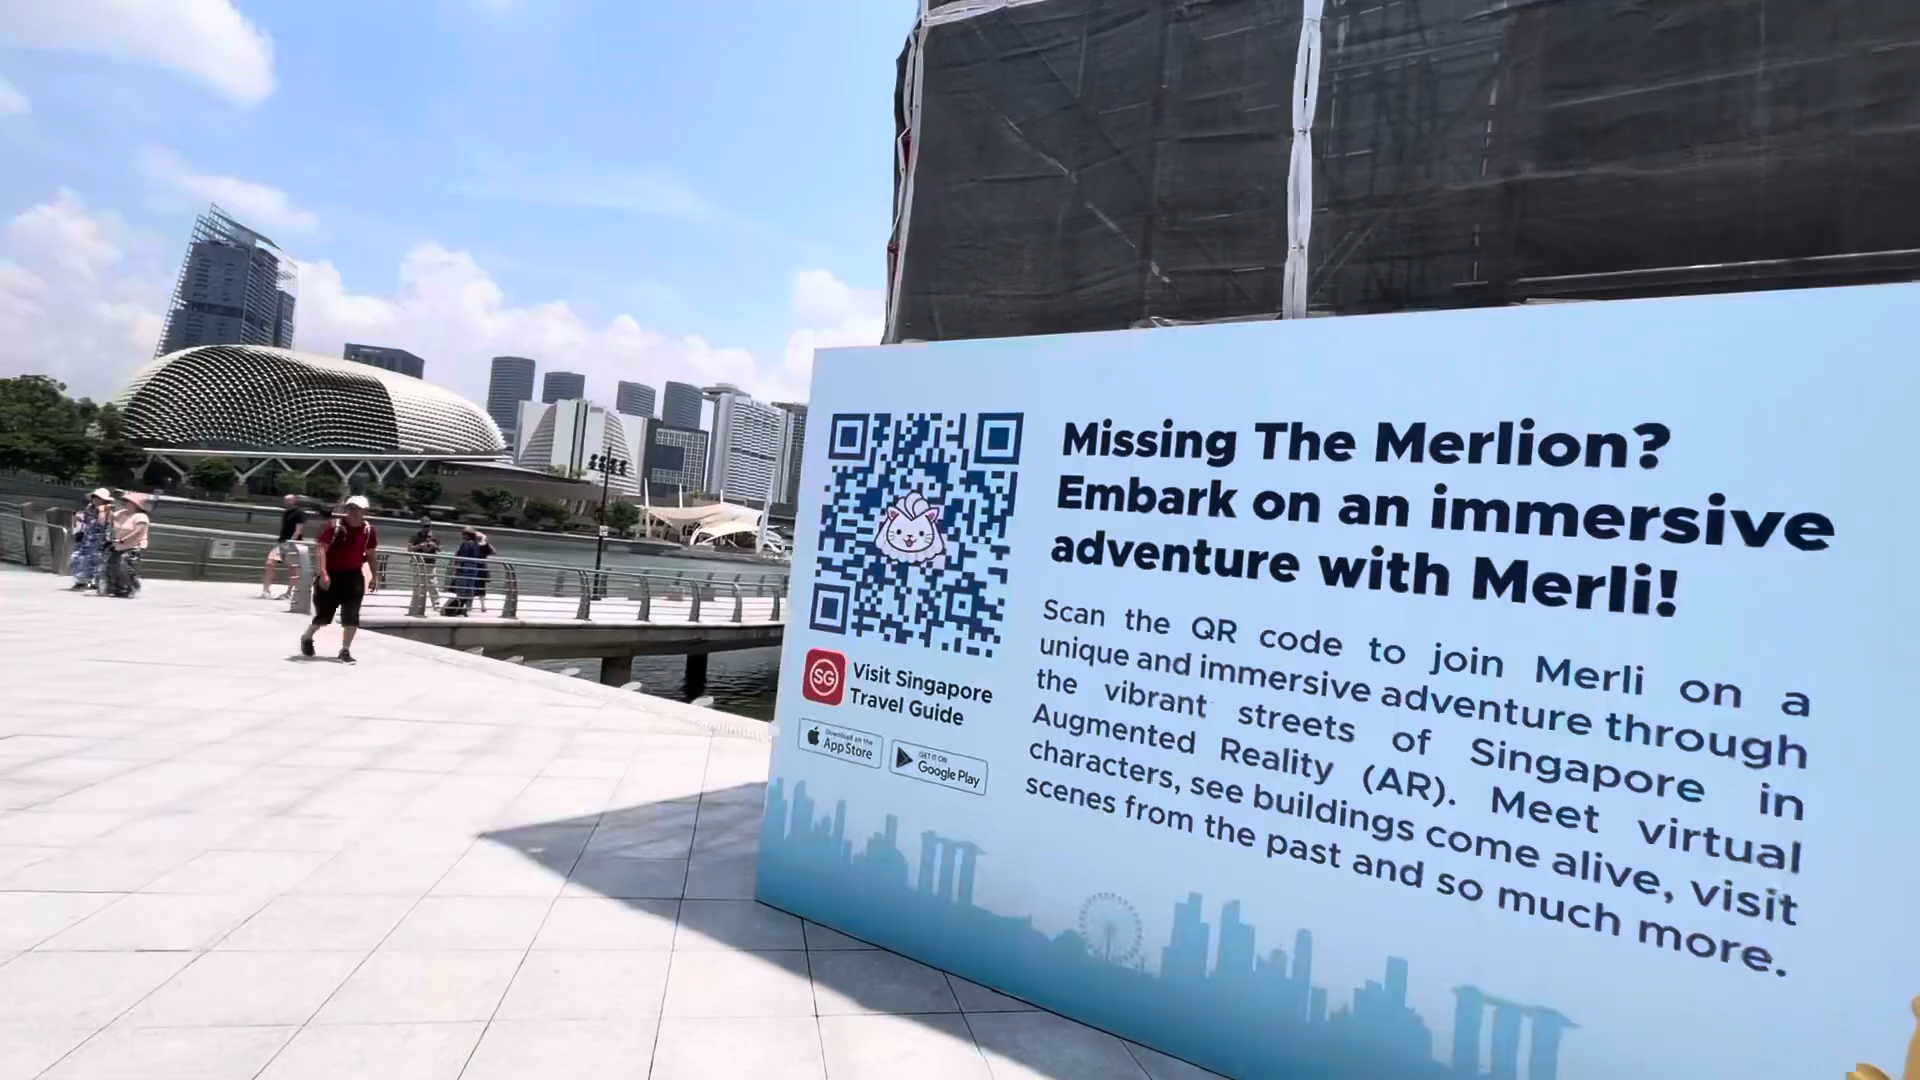 Missing The Merlion?
Embark on an immersive
adventure with Merli!
Scan the QR code to join Merli on a
unique and immersive adventure through
the vibrant streets of Singapore in
Augmented Reality (AR). Meet virtual
characters, see buildings come alive, visit
scenes from the past and so much more.
SG
Visit Singapore
Travel Guide
Download on the
App Store
GET IT ON
Google Play